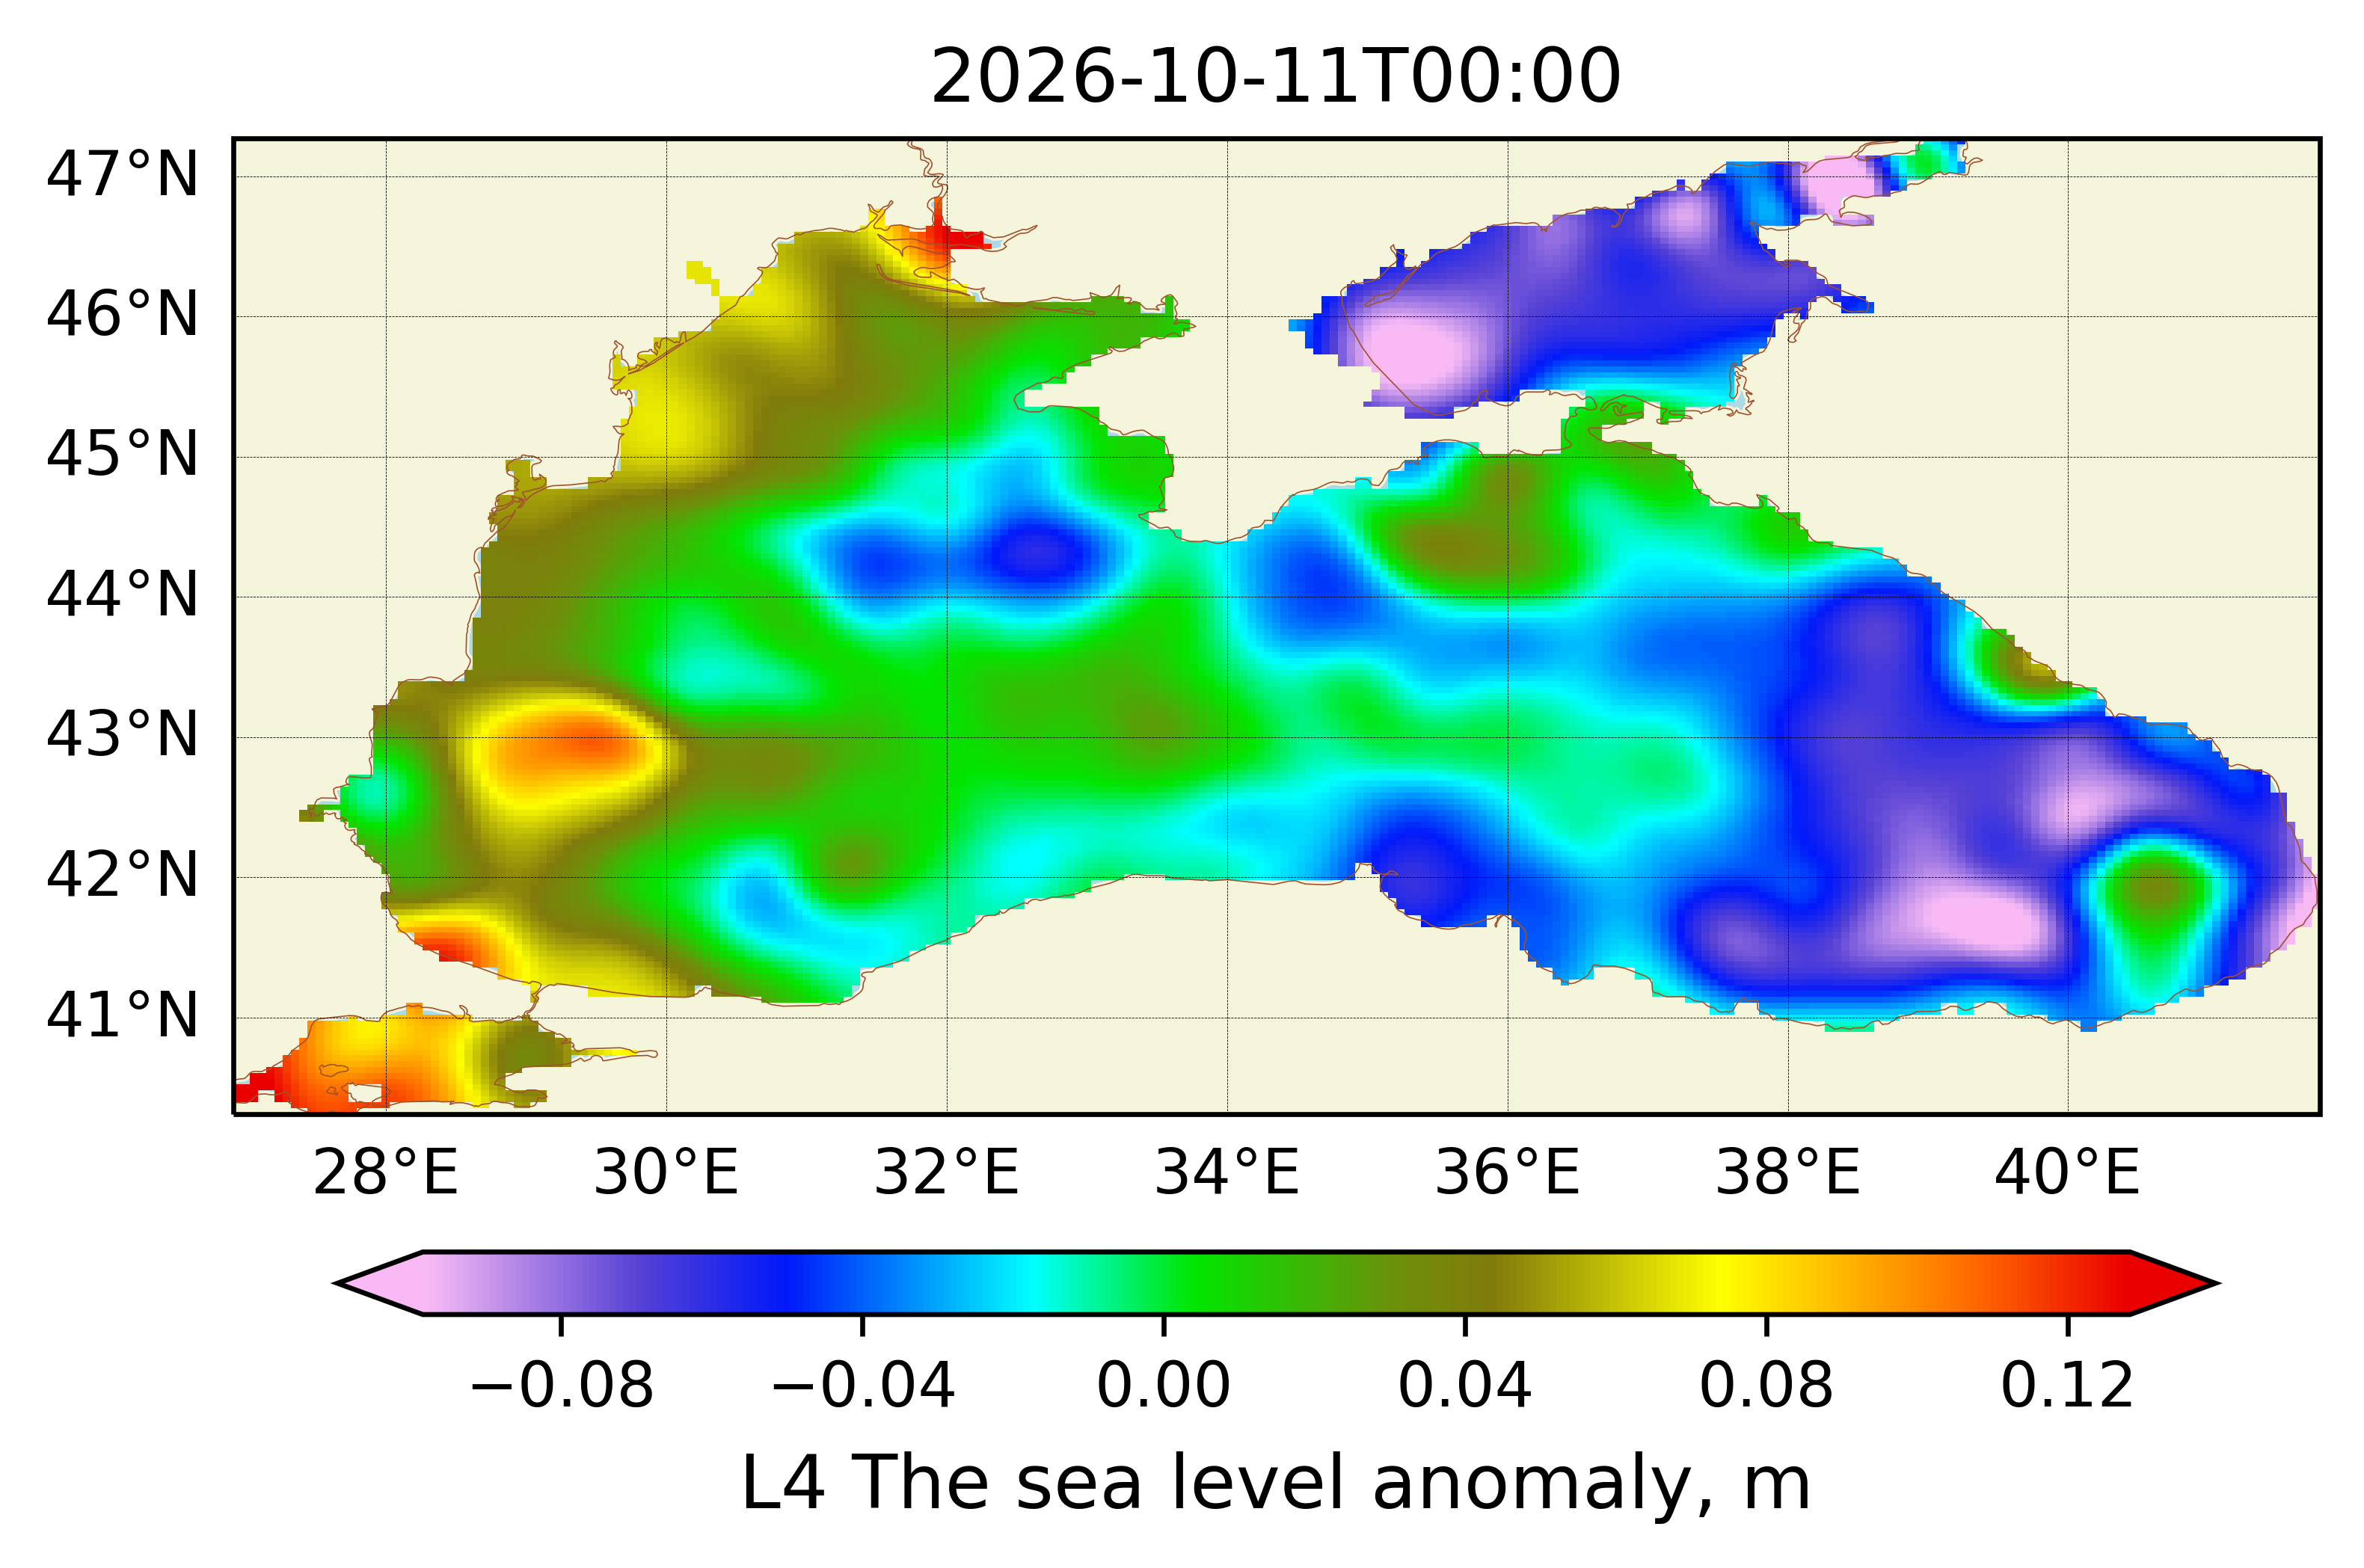 2026-10-11T00:00
47°N
46°N
45°N
44°N
43°N
42°N
41°N
28°E 30°E 32°E 34°E 36°E 38°E 40°E
−0.08 −0.04 0.00 0.04 0.08 0.12
L4 The sea level anomaly, m